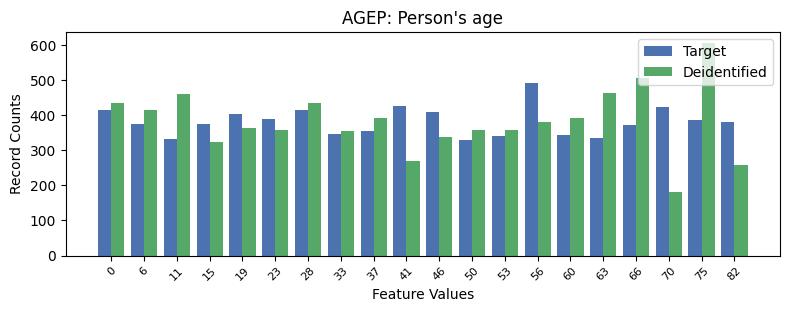 AGEP: Person's age
Target
Deidentified
Record Counts
600
500
400
300
200
100
0
0 6 11 15 19 23 28 33 37 41 46 50 53 56 60 63 66 70 75 82
Feature Values